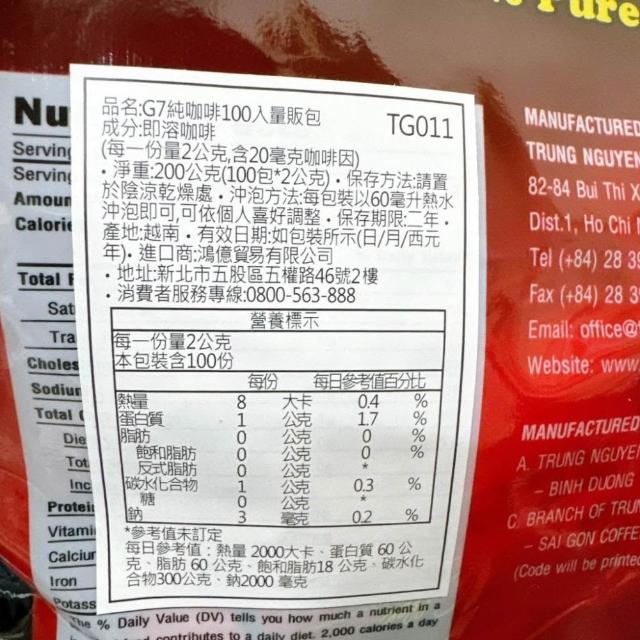 Pure
Nu
Serving
Serving
Amoun
Calorie
Total F
Sat
Tra
Choles
Sodium
Total
Die
Tot
Inc
Protein
Vitami
Calcium
Iron
Potass
品名:G7純咖啡100入量販包
TG011
成分:即溶咖啡
(每一份量2公克,含20毫克咖啡因)
・淨重:200公克(100包*2公克)・保存方法:請置
於陰涼乾燥處・沖泡方法:每包裝以60毫升熱水
沖泡即可,可依個人喜好調整・保存期限:二年・
產地:越南・有效日期:如包裝所示(日/月/西元
年)・進口商:鴻億貿易有限公司
・地址:新北市五股區五權路46號2樓
・消費者服務專線:0800-563-888
營養標示
每一份量2公克
本包裝含100份
每份 每日參考值百分比
熱量 8 大卡 0.4 %
蛋白質 1 公克 1.7 %
脂肪 0 公克 0 %
飽和脂肪 0 公克 0 %
反式脂肪 0 公克 *
碳水化合物 1 公克 0.3 %
糖 0 公克 *
鈉 3 毫克 0.2 %
*參考值未訂定
每日參考值：熱量 2000大卡、蛋白質 60 公
克、脂肪 60 公克、飽和脂肪18 公克、碳水化
合物300公克、鈉2000 毫克
The % Daily Value (DV) tells you how much a nutrient in a
contributes to a daily diet. 2,000 calories a day
MANUFACTURED
TRUNG NGUYEN
82-84 Bui Thi X
Dist.1, Ho Chi
Tel (+84) 28 39
Fax (+84) 28 3
Email: office@
Website: www
MANUFACTURED
A. TRUNG NGUYEN
- BINH DUONG
C. BRANCH OF TRUN
- SAI GON COFFE
(Code will be printed